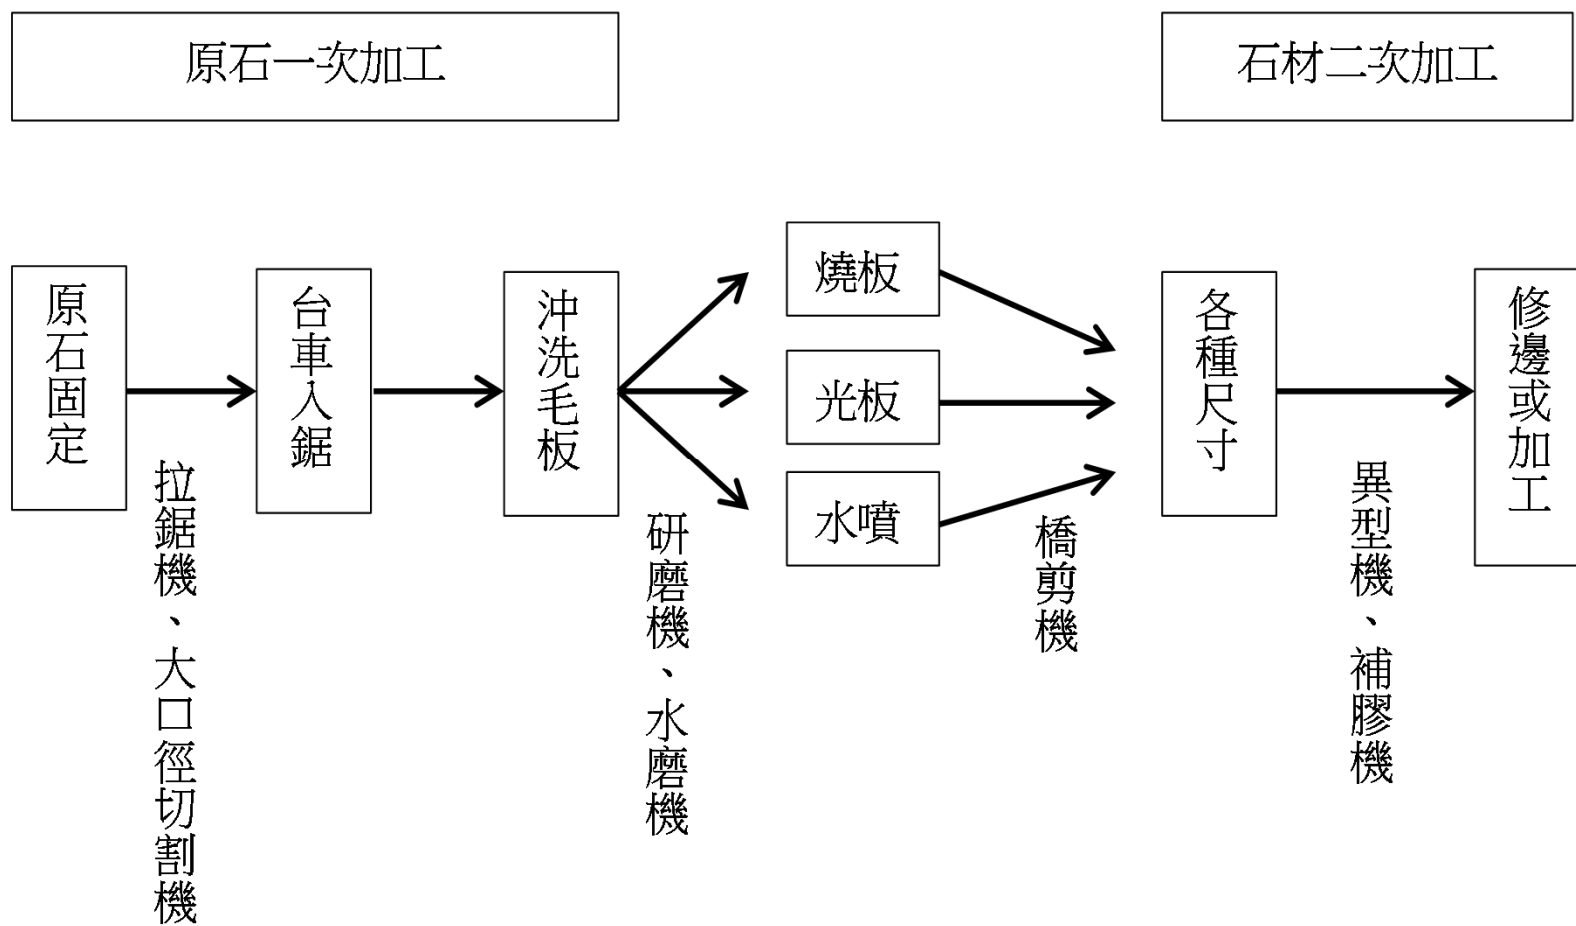 原石一次加工
石材二次加工
原石固定
拉鋸機、大口徑切割機
台車入鋸
沖洗毛板
研磨機、水磨機
燒板
光板
水噴
橋剪機
各種尺寸
異型機、補膠機
修邊或加工